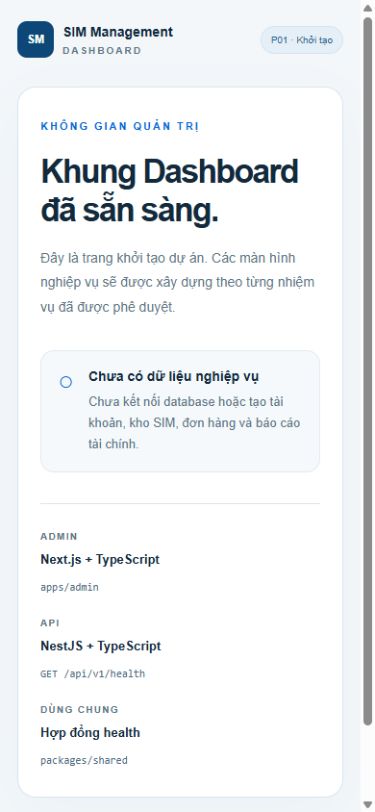 SM
SIM Management
DASHBOARD
P01 · Khởi tạo
KHÔNG GIAN QUẢN TRỊ
Khung Dashboard
đã sẵn sàng.
Đây là trang khởi tạo dự án. Các màn hình
nghiệp vụ sẽ được xây dựng theo từng nhiệm
vụ đã được phê duyệt.
Chưa có dữ liệu nghiệp vụ
Chưa kết nối database hoặc tạo tài
khoản, kho SIM, đơn hàng và báo cáo
tài chính.
ADMIN
Next.js + TypeScript
apps/admin
API
NestJS + TypeScript
GET /api/v1/health
DÙNG CHUNG
Hợp đồng health
packages/shared